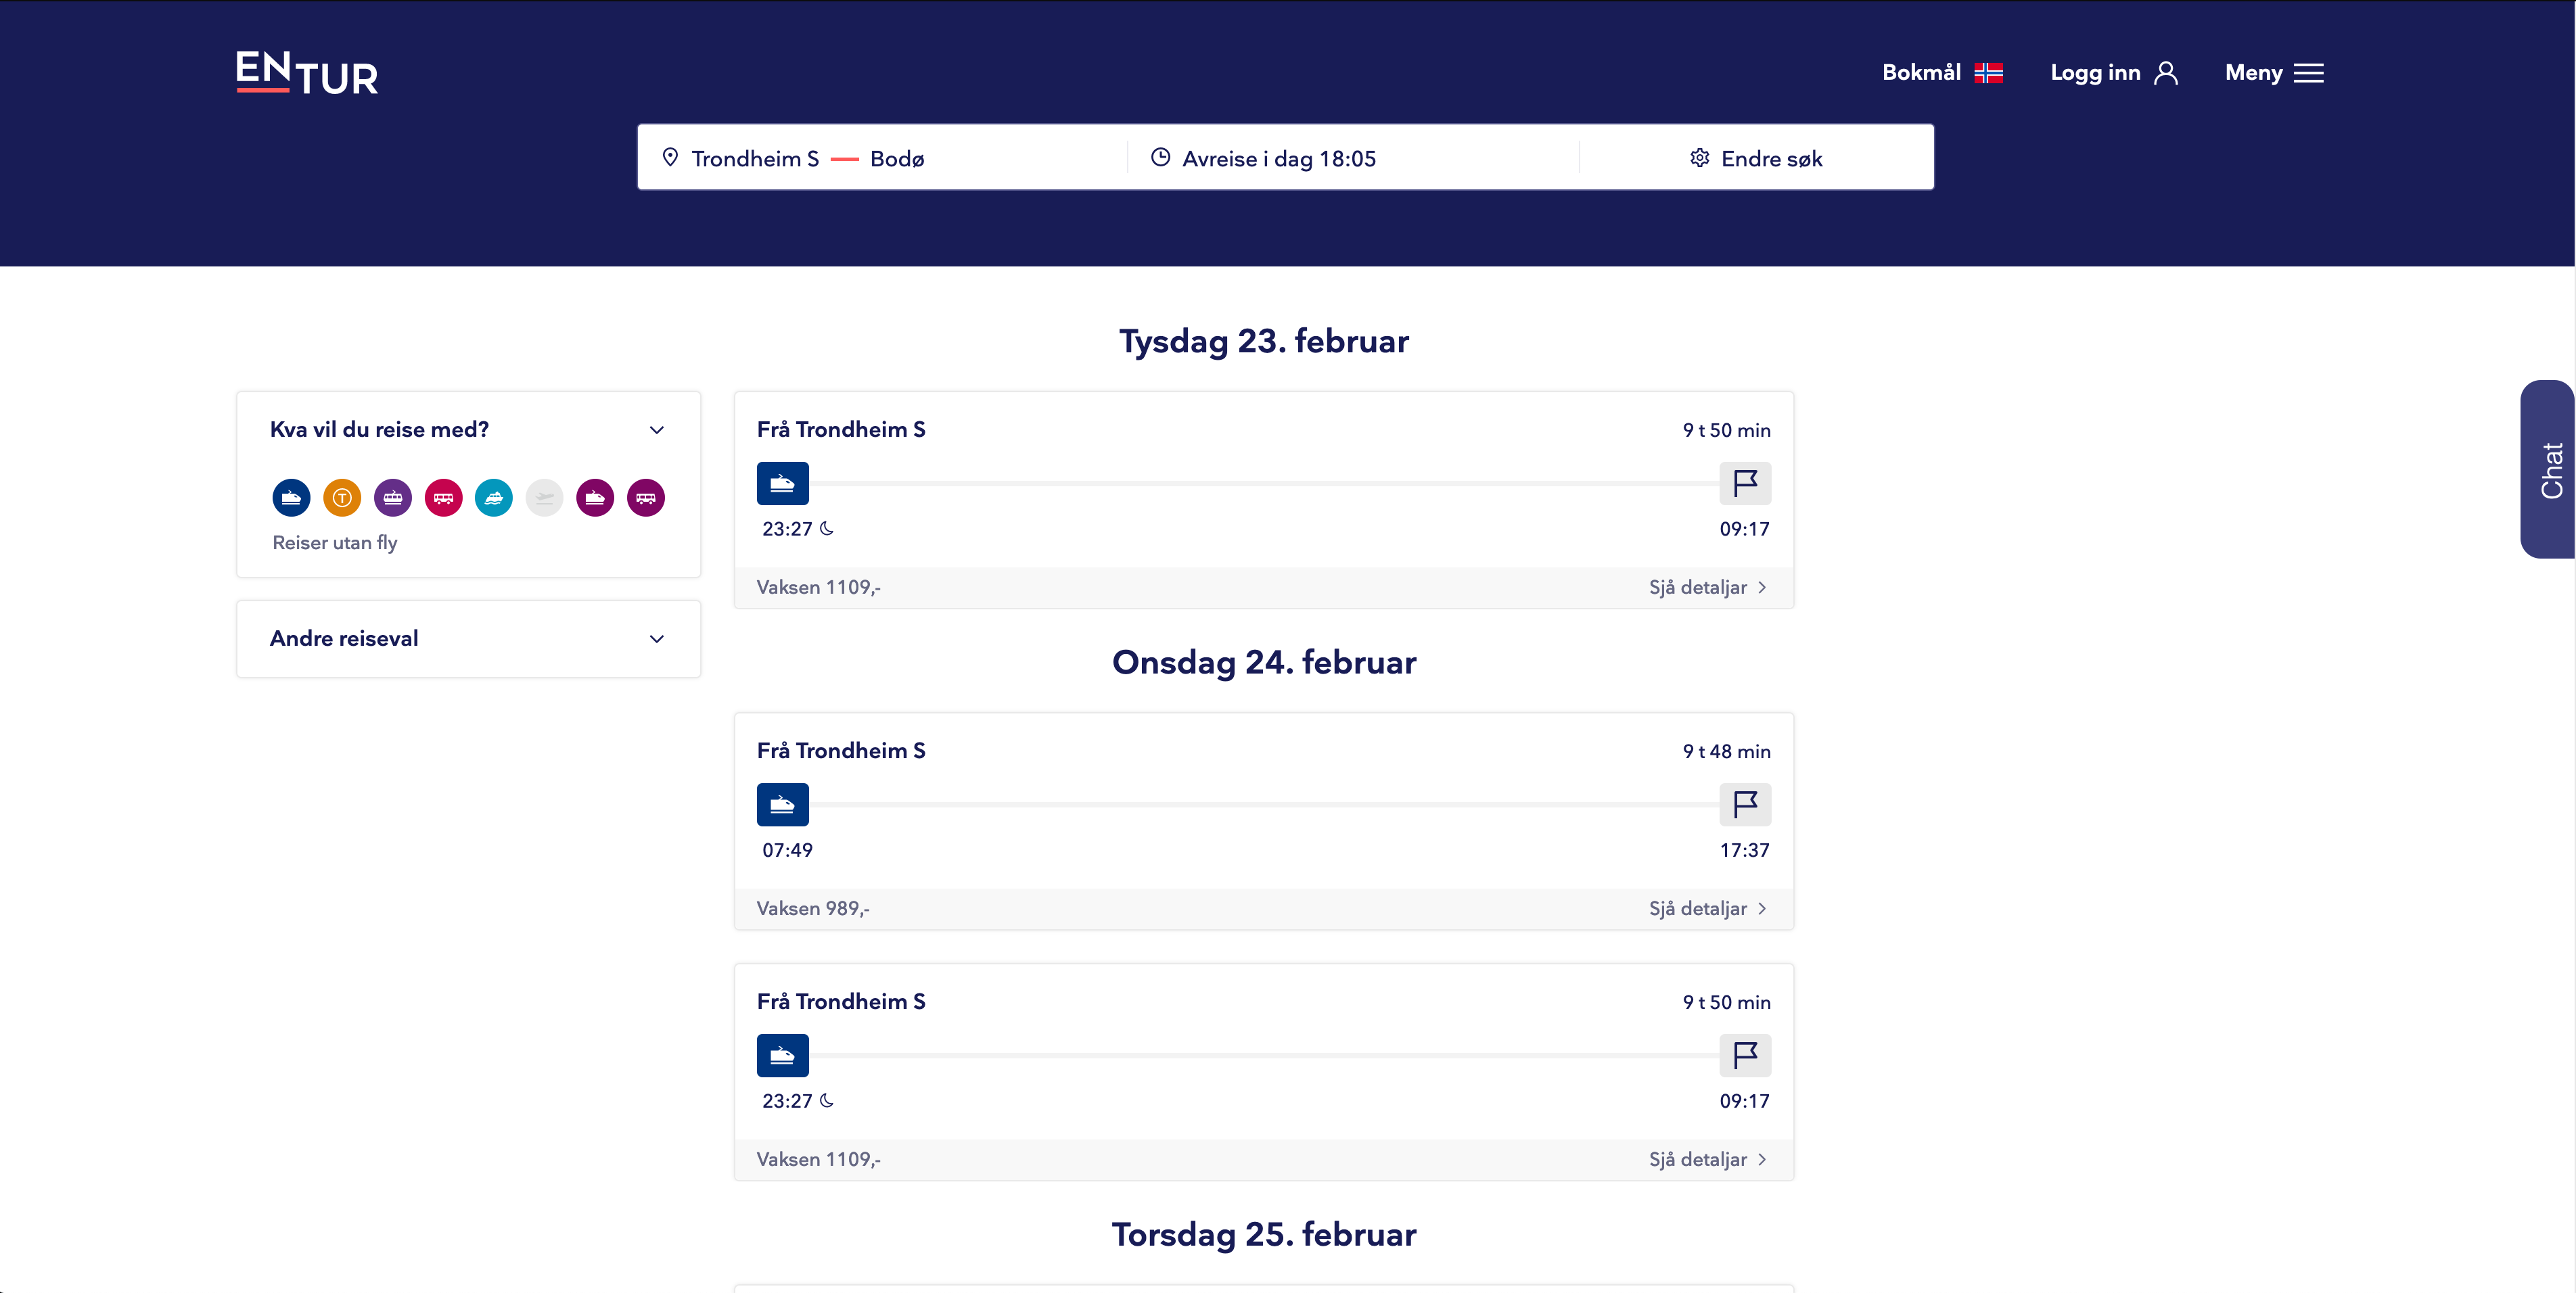 ENTUR
Bokmål
Logg inn
Meny
Trondheim S — Bodø
Avreise i dag 18:05
Endre søk
Tysdag 23. februar
Kva vil du reise med?
T
Reiser utan fly
Andre reiseval
Frå Trondheim S
9 t 50 min
23:27
09:17
Vaksen 1109,-
Sjå detaljar
Onsdag 24. februar
Frå Trondheim S
9 t 48 min
07:49
17:37
Vaksen 989,-
Sjå detaljar
Frå Trondheim S
9 t 50 min
23:27
09:17
Vaksen 1109,-
Sjå detaljar
Torsdag 25. februar
Chat